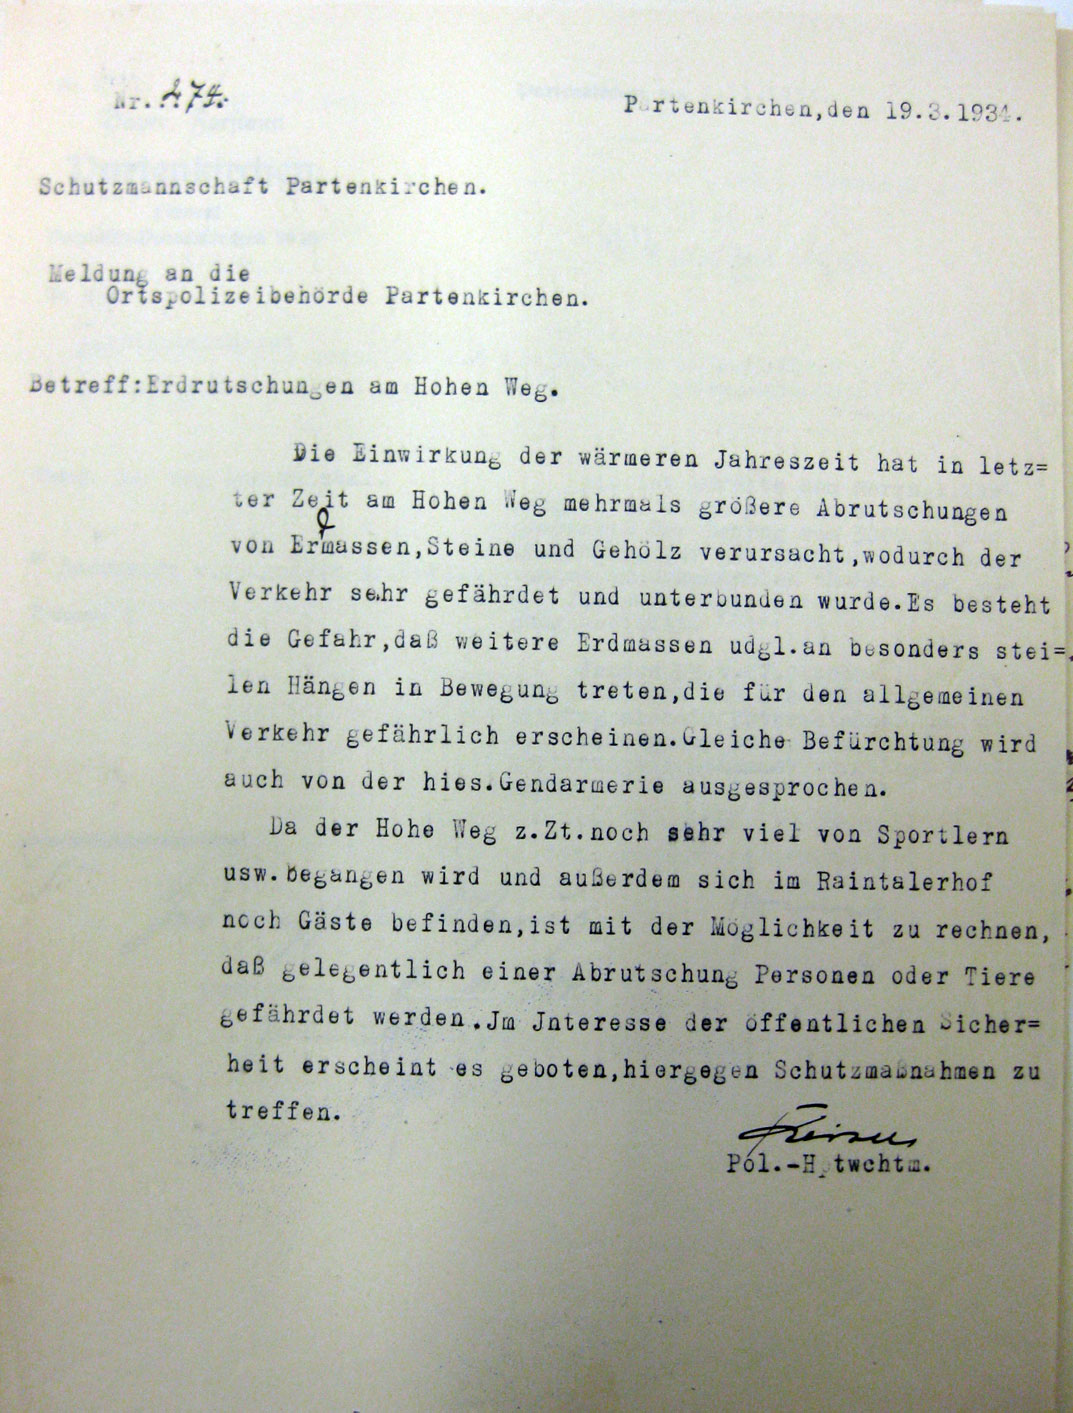 Nr. 274.
Partenkirchen,den 19.3.1934.
Schutzmannschaft Partenkirchen.
Meldung an die
Ortspolizeibehörde Partenkirchen.
Betreff:Erdrutschungen am Hohen Weg.
Die Einwirkung der wärmeren Jahreszeit hat in letz=
ter Zeit am Hohen Weg mehrmals größere Abrutschungen
von Erdmassen,Steine und Gehölz verursacht,wodurch der
Verkehr sehr gefährdet und unterbunden wurde.Es besteht
die Gefahr,daß weitere Erdmassen udgl.an besonders stei=
len Hängen in Bewegung treten,die für den allgemeinen
Verkehr gefährlich erscheinen.Gleiche Befürchtung wird
auch von der hies.Gendarmerie ausgesprochen.
Da der Hohe Weg z.Zt.noch sehr viel von Sportlern
usw.begangen wird und außerdem sich im Raintalerhof
noch Gäste befinden,ist mit der Möglichkeit zu rechnen,
daß gelegentlich einer Abrutschung Personen oder Tiere
gefährdet werden.Jm Jnteresse der öffentlichen Sicher=
heit erscheint es geboten,hiergegen Schutzmaßnahmen zu
treffen.
Pol.-Hptwchtm.